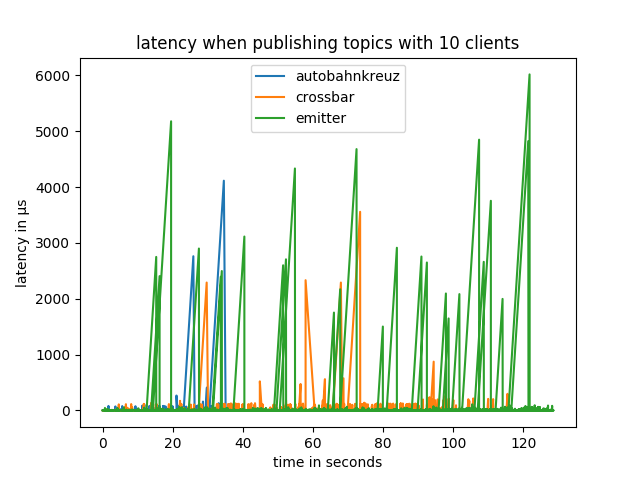 latency when publishing topics with 10 clients
autobahnkreuz
crossbar
emitter
6000
5000
4000
3000
2000
1000
0
latency in µs
0 20 40 60 80 100 120
time in seconds